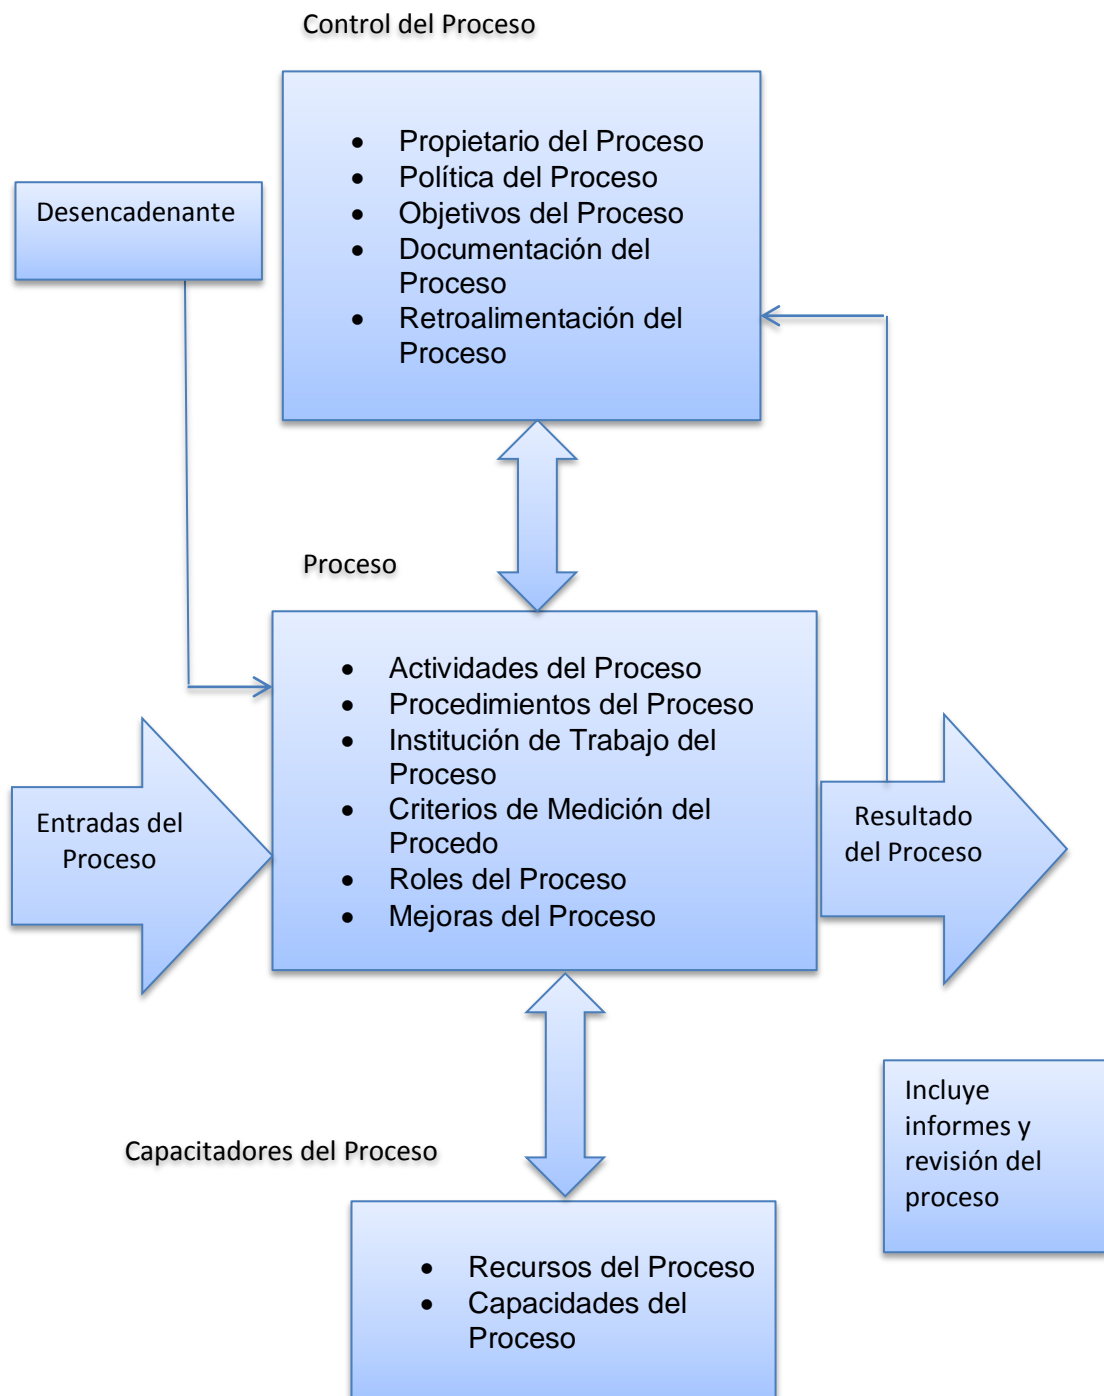 Control del Proceso
• Propietario del Proceso
• Política del Proceso
• Objetivos del Proceso
• Documentación del
Proceso
• Retroalimentación del
Proceso
Desencadenante
Proceso
• Actividades del Proceso
• Procedimientos del Proceso
• Institución de Trabajo del
Proceso
• Criterios de Medición del
Procedo
• Roles del Proceso
• Mejoras del Proceso
Entradas del
Proceso
Resultado
del Proceso
Capacitadores del Proceso
• Recursos del Proceso
• Capacidades del
Proceso
Incluye
informes y
revisión del
proceso